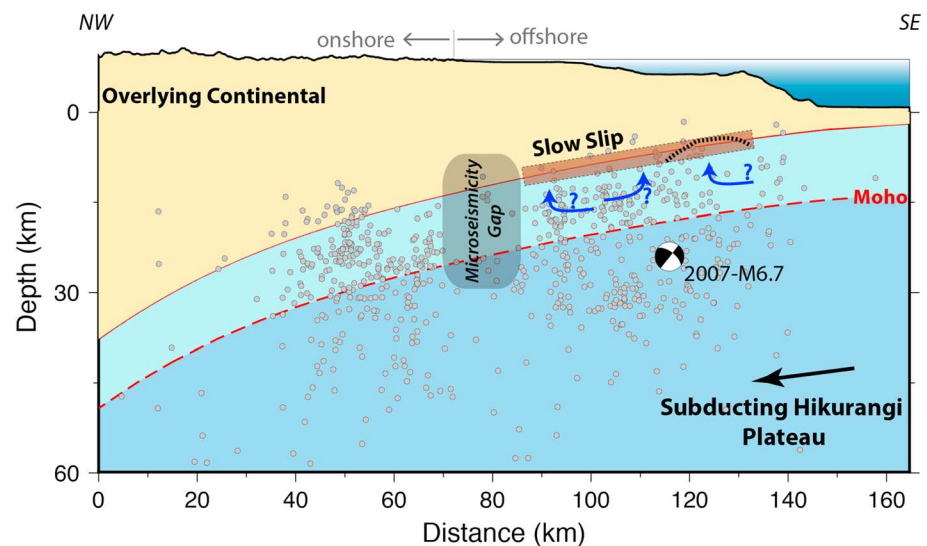 NW
SE
onshore
offshore
Overlying Continental
Slow Slip
Microseismicity
Gap
?
?
?
Moho
2007-M6.7
Subducting Hikurangi
Plateau
0
30
60
Depth (km)
0
20
40
60
80
100
120
140
160
Distance (km)